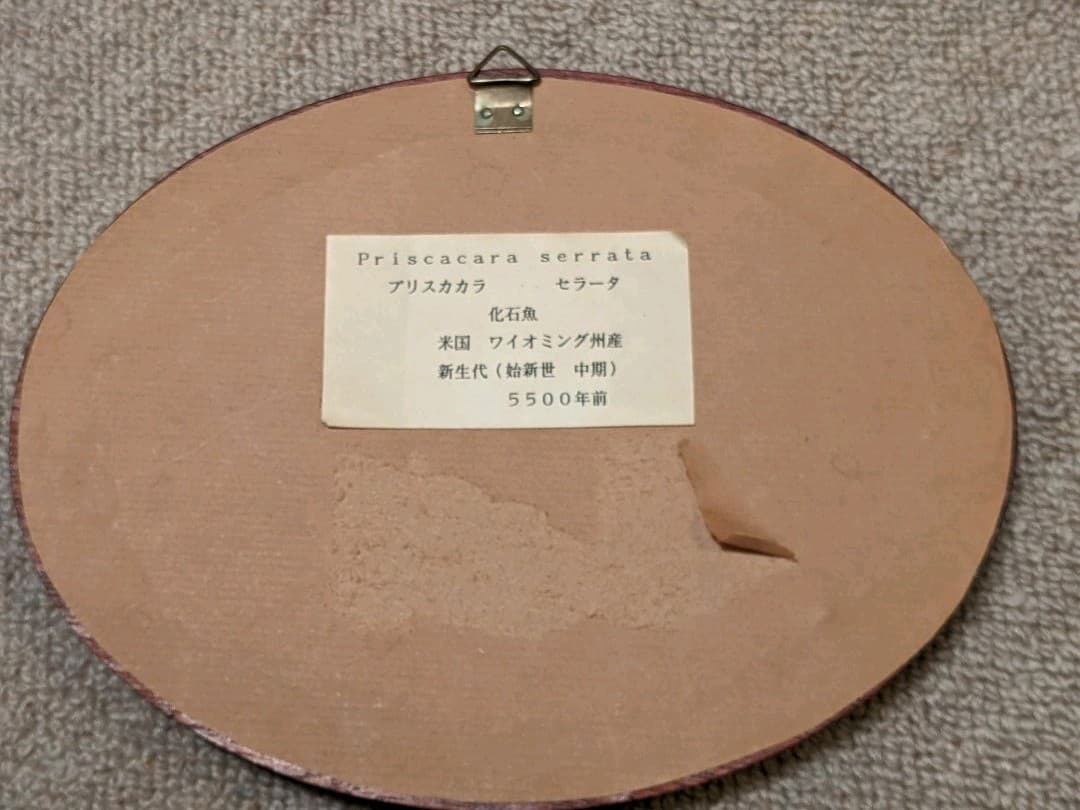 Priscacara serrata
プリスカカラ セラータ
化石魚
米国 ワイオミング州産
新生代(始新世 中期)
5500年前